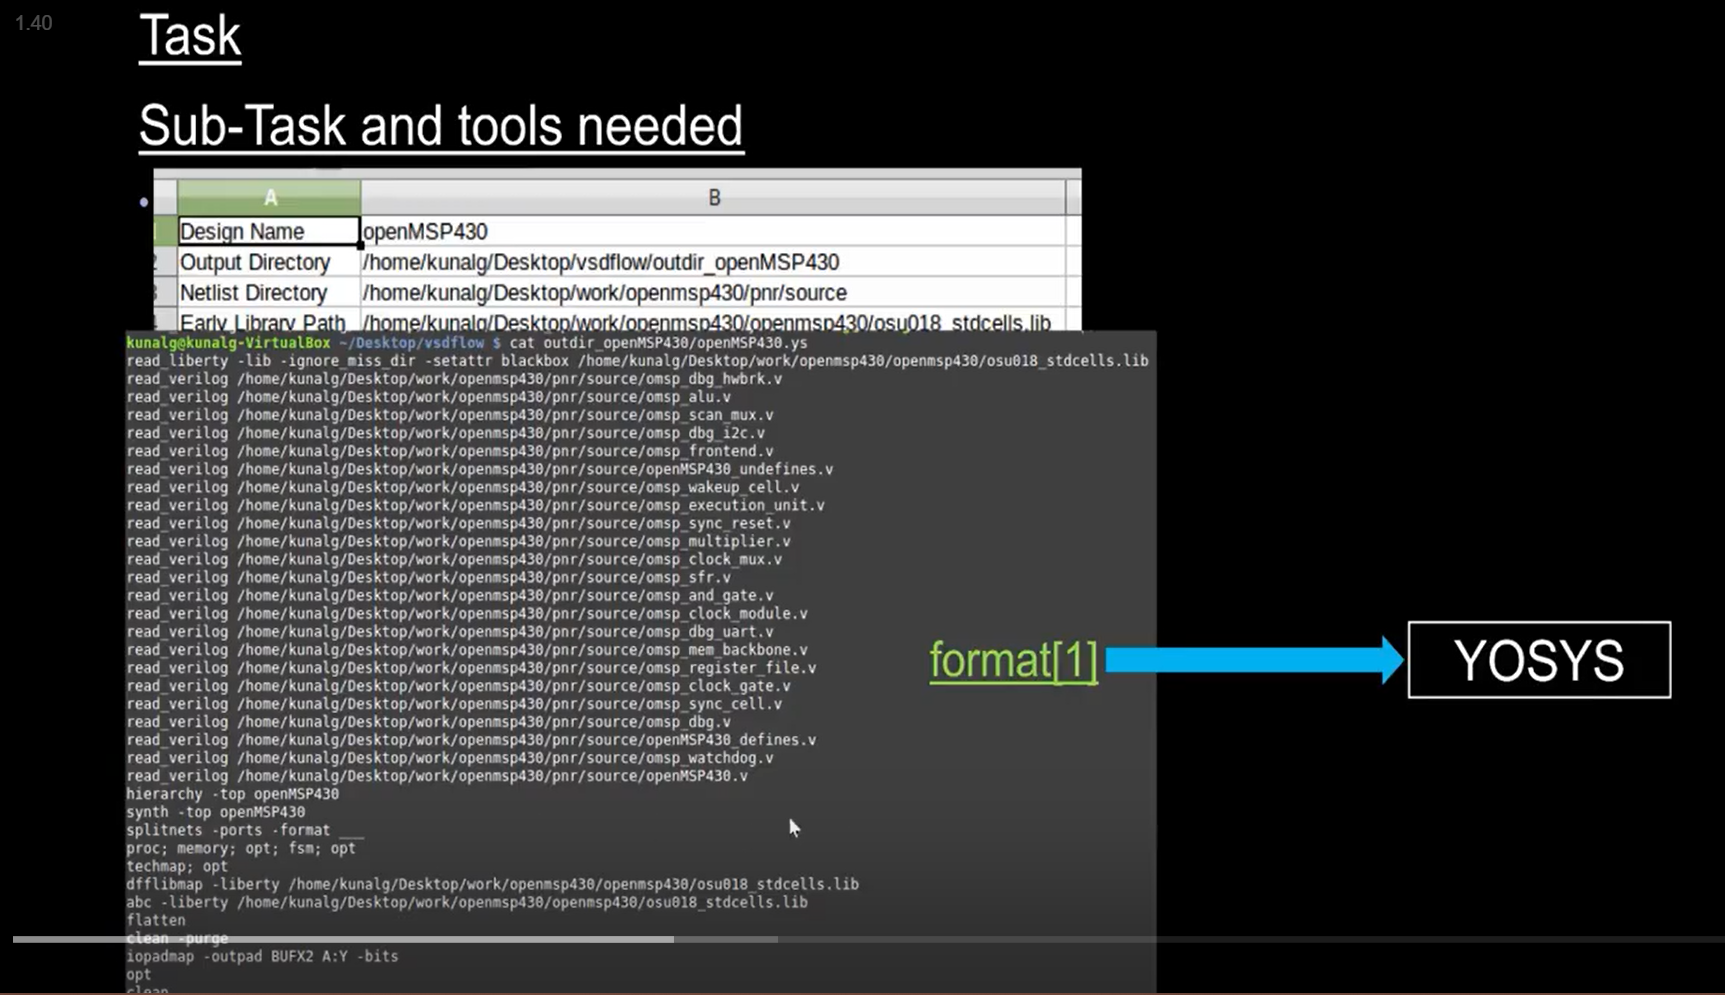 1.40
Task
Sub-Task and tools needed
A B
Design Name openMSP430
2 Output Directory /home/kunalg/Desktop/vsdflow/outdir_openMSP430
3 Netlist Directory /home/kunalg/Desktop/work/openmsp430/pnr/source
Early Library Path /home/kunalg/Desktop/work/openmsp430/openmsp430/osu018_stdcells.lib
kunalg@kunalg-VirtualBox ~/Desktop/vsdflow $ cat outdir_openMSP430/openMSP430.ys
read_liberty -lib -ignore_miss_dir -setattr blackbox /home/kunalg/Desktop/work/openmsp430/openmsp430/osu018_stdcells.lib
read_verilog /home/kunalg/Desktop/work/openmsp430/pnr/source/omsp_dbg_hwbrk.v
read_verilog /home/kunalg/Desktop/work/openmsp430/pnr/source/omsp_alu.v
read_verilog /home/kunalg/Desktop/work/openmsp430/pnr/source/omsp_scan_mux.v
read_verilog /home/kunalg/Desktop/work/openmsp430/pnr/source/omsp_dbg_i2c.v
read_verilog /home/kunalg/Desktop/work/openmsp430/pnr/source/omsp_frontend.v
read_verilog /home/kunalg/Desktop/work/openmsp430/pnr/source/openMSP430_undefines.v
read_verilog /home/kunalg/Desktop/work/openmsp430/pnr/source/omsp_wakeup_cell.v
read_verilog /home/kunalg/Desktop/work/openmsp430/pnr/source/omsp_execution_unit.v
read_verilog /home/kunalg/Desktop/work/openmsp430/pnr/source/omsp_sync_reset.v
read_verilog /home/kunalg/Desktop/work/openmsp430/pnr/source/omsp_multiplier.v
read_verilog /home/kunalg/Desktop/work/openmsp430/pnr/source/omsp_clock_mux.v
read_verilog /home/kunalg/Desktop/work/openmsp430/pnr/source/omsp_sfr.v
read_verilog /home/kunalg/Desktop/work/openmsp430/pnr/source/omsp_and_gate.v
read_verilog /home/kunalg/Desktop/work/openmsp430/pnr/source/omsp_clock_module.v
read_verilog /home/kunalg/Desktop/work/openmsp430/pnr/source/omsp_dbg_uart.v
read_verilog /home/kunalg/Desktop/work/openmsp430/pnr/source/omsp_mem_backbone.v
read_verilog /home/kunalg/Desktop/work/openmsp430/pnr/source/omsp_register_file.v
read_verilog /home/kunalg/Desktop/work/openmsp430/pnr/source/omsp_clock_gate.v
read_verilog /home/kunalg/Desktop/work/openmsp430/pnr/source/omsp_sync_cell.v
read_verilog /home/kunalg/Desktop/work/openmsp430/pnr/source/omsp_dbg.v
read_verilog /home/kunalg/Desktop/work/openmsp430/pnr/source/openMSP430_defines.v
read_verilog /home/kunalg/Desktop/work/openmsp430/pnr/source/omsp_watchdog.v
read_verilog /home/kunalg/Desktop/work/openmsp430/pnr/source/openMSP430.v
hierarchy -top openMSP430
synth -top openMSP430
splitnets -ports -format ___
proc; memory; opt; fsm; opt
techmap; opt
dfflibmap -liberty /home/kunalg/Desktop/work/openmsp430/openmsp430/osu018_stdcells.lib
abc -liberty /home/kunalg/Desktop/work/openmsp430/openmsp430/osu018_stdcells.lib
flatten
clean -purge
iopadmap -outpad BUFX2 A:Y -bits
opt
clean
format[1]
YOSYS